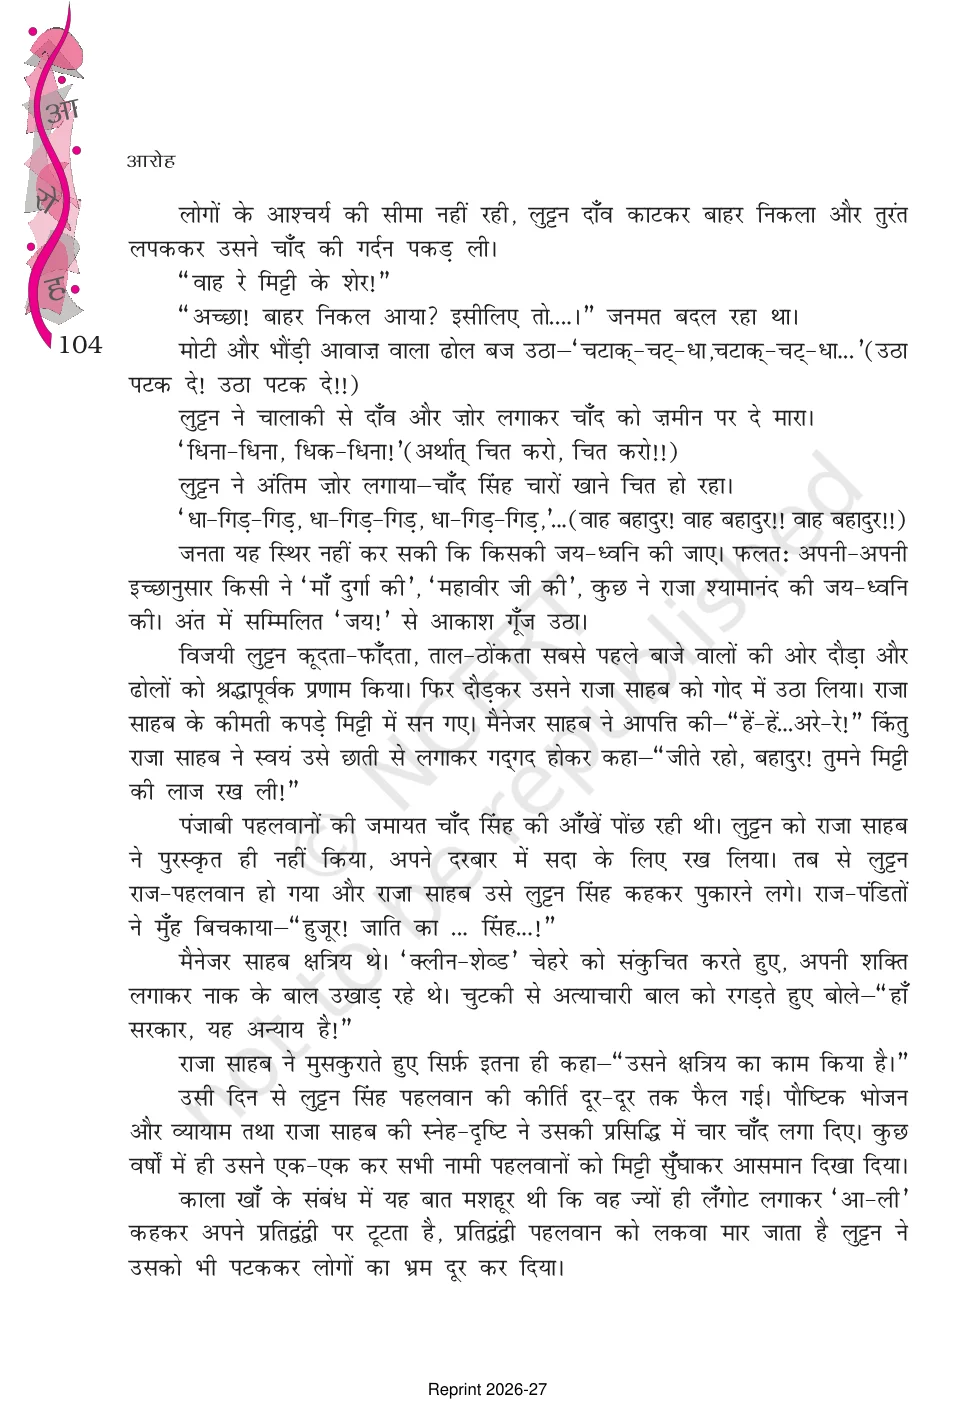 आ
रो
ह
104
आरोह
लोगों के आश्चर्य की सीमा नहीं रही, लुट्टन दाँव काटकर बाहर निकला और तुरंत
लपककर उसने चाँद की गर्दन पकड़ ली।
“वाह रे मिट्टी के शेर!”
“अच्छा! बाहर निकल आया? इसीलिए तो....।” जनमत बदल रहा था।
मोटी और भौंड़ी आवाज़ वाला ढोल बज उठा–‘चटाक्-चट्-धा,चटाक्-चट्-धा...’(उठा
पटक दे! उठा पटक दे!!)
लुट्टन ने चालाकी से दाँव और ज़ोर लगाकर चाँद को ज़मीन पर दे मारा।
‘धिना-धिना, धिक-धिना!’(अर्थात् चित करो, चित करो!!)
लुट्टन ने अंतिम ज़ोर लगाया–चाँद सिंह चारों खाने चित हो रहा।
‘धा-गिड़-गिड़, धा-गिड़-गिड़, धा-गिड़-गिड़,’...(वाह बहादुर! वाह बहादुर!! वाह बहादुर!!)
जनता यह स्थिर नहीं कर सकी कि किसकी जय-ध्वनि की जाए। फलतः अपनी-अपनी
इच्छानुसार किसी ने ‘माँ दुर्गा की’, ‘महावीर जी की’, कुछ ने राजा श्यामानंद की जय-ध्वनि
की। अंत में सम्मिलित ‘जय!’ से आकाश गूँज उठा।
विजयी लुट्टन कूदता-फाँदता, ताल-ठोंकता सबसे पहले बाजे वालों की ओर दौड़ा और
ढोलों को श्रद्धापूर्वक प्रणाम किया। फिर दौड़कर उसने राजा साहब को गोद में उठा लिया। राजा
साहब के कीमती कपड़े मिट्टी में सन गए। मैनेजर साहब ने आपत्ति की–“हें-हें...अरे-रे!” किंतु
राजा साहब ने स्वयं उसे छाती से लगाकर गद्‌गद होकर कहा–“जीते रहो, बहादुर! तुमने मिट्टी
की लाज रख ली!”
पंजाबी पहलवानों की जमायत चाँद सिंह की आँखें पोंछ रही थी। लुट्टन को राजा साहब
ने पुरस्कृत ही नहीं किया, अपने दरबार में सदा के लिए रख लिया। तब से लुट्टन
राज-पहलवान हो गया और राजा साहब उसे लुट्टन सिंह कहकर पुकारने लगे। राज-पंडितों
ने मुँह बिचकाया–“हुजूर! जाति का ... सिंह...!”
मैनेजर साहब क्षत्रिय थे। ‘क्लीन-शेव्ड’ चेहरे को संकुचित करते हुए, अपनी शक्ति
लगाकर नाक के बाल उखाड़ रहे थे। चुटकी से अत्याचारी बाल को रगड़ते हुए बोले–“हाँ
सरकार, यह अन्याय है!”
राजा साहब ने मुसकुराते हुए सिर्फ़ इतना ही कहा–“उसने क्षत्रिय का काम किया है।”
उसी दिन से लुट्टन सिंह पहलवान की कीर्ति दूर-दूर तक फैल गई। पौष्टिक भोजन
और व्यायाम तथा राजा साहब की स्नेह-दृष्टि ने उसकी प्रसिद्धि में चार चाँद लगा दिए। कुछ
वर्षों में ही उसने एक-एक कर सभी नामी पहलवानों को मिट्टी सुँघाकर आसमान दिखा दिया।
काला खाँ के संबंध में यह बात मशहूर थी कि वह ज्यों ही लँगोट लगाकर ‘आ-ली’
कहकर अपने प्रतिद्वंद्वी पर टूटता है, प्रतिद्वंद्वी पहलवान को लकवा मार जाता है लुट्टन ने
उसको भी पटककर लोगों का भ्रम दूर कर दिया।
© NCERT
not to be republished
Reprint 2026-27